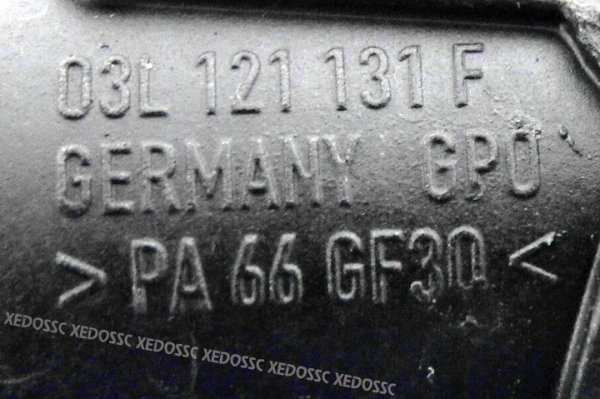 03L 121 131 F
GERMANY GPO
> PA 66 GF30 <
XEDOSSC XEDOSSC XEDOSSC XEDOSSC XEDOSSC XEDOSSC